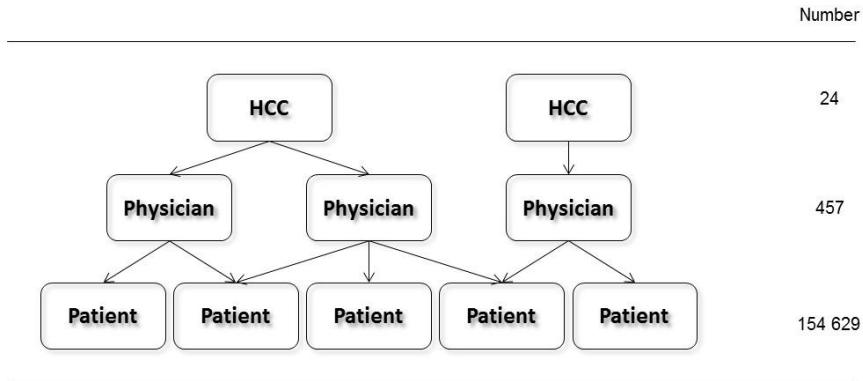 Number
HCC HCC 24
Physician Physician Physician 457
Patient Patient Patient Patient Patient 154 629